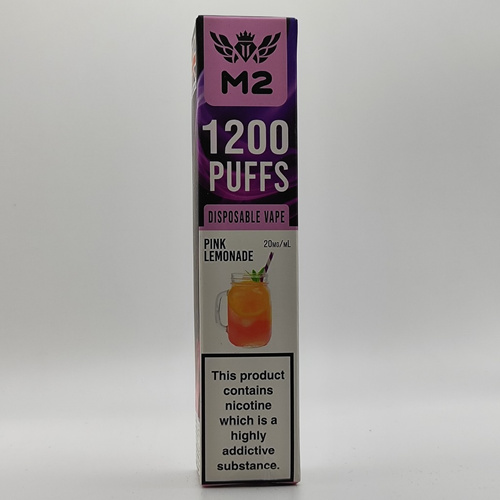 M2
1200
PUFFS
DISPOSABLE VAPE
PINK
LEMONADE
20MG/ML
This product
contains
nicotine
which is a
highly
addictive
substance.